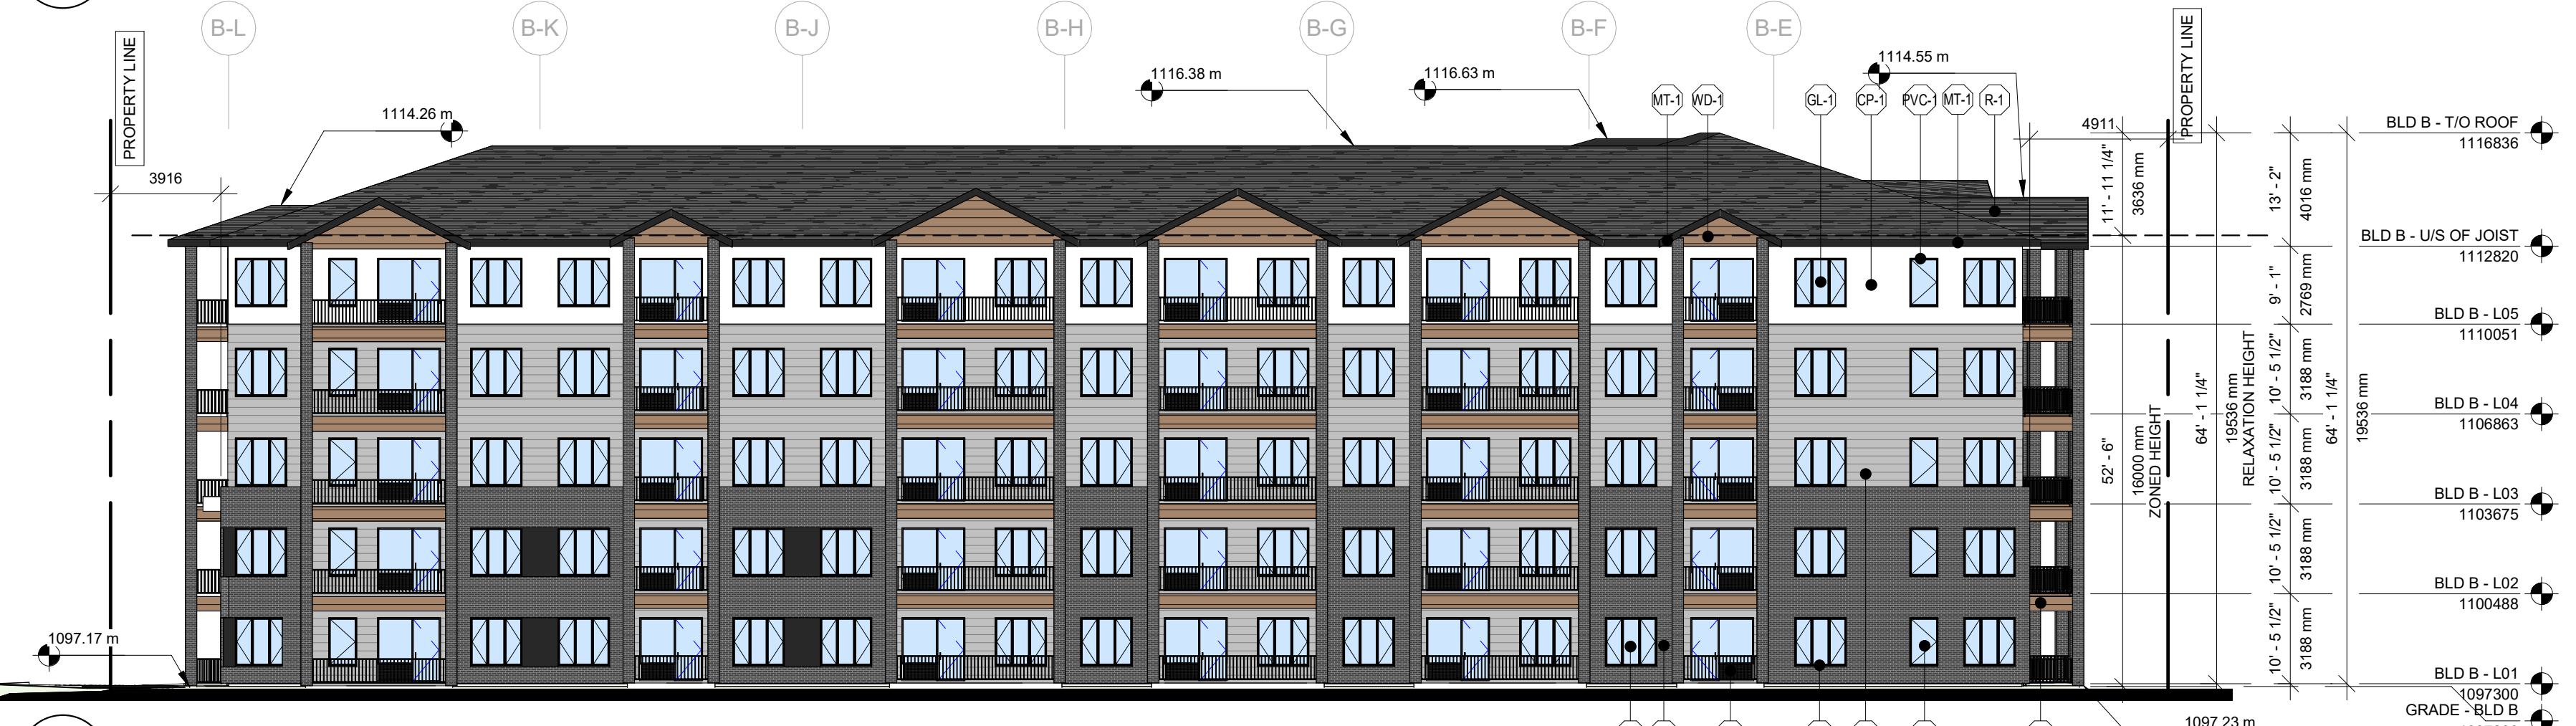 B-L
B-K
B-J
B-H
B-G
B-F
B-E
PROPERTY LINE
PROPERTY LINE
1114.26 m
1116.38 m
1116.63 m
1114.55 m
MT-1
WD-1
GL-1
CP-1
PVC-1
MT-1
R-1
3916
4911
11' - 11 1/4"
3636 mm
13' - 2"
4016 mm
9' - 1"
2769 mm
10' - 5 1/2"
3188 mm
10' - 5 1/2"
3188 mm
10' - 5 1/2"
3188 mm
10' - 5 1/2"
3188 mm
52' - 6"
16000 mm
ZONED HEIGHT
64' - 1 1/4"
19536 mm
RELAXATION HEIGHT
64' - 1 1/4"
19536 mm
BLD B - T/O ROOF
1116836
BLD B - U/S OF JOIST
1112820
BLD B - L05
1110051
BLD B - L04
1106863
BLD B - L03
1103675
BLD B - L02
1100488
BLD B - L01
1097300
GRADE - BLD B
1097.17 m
1097.23 m